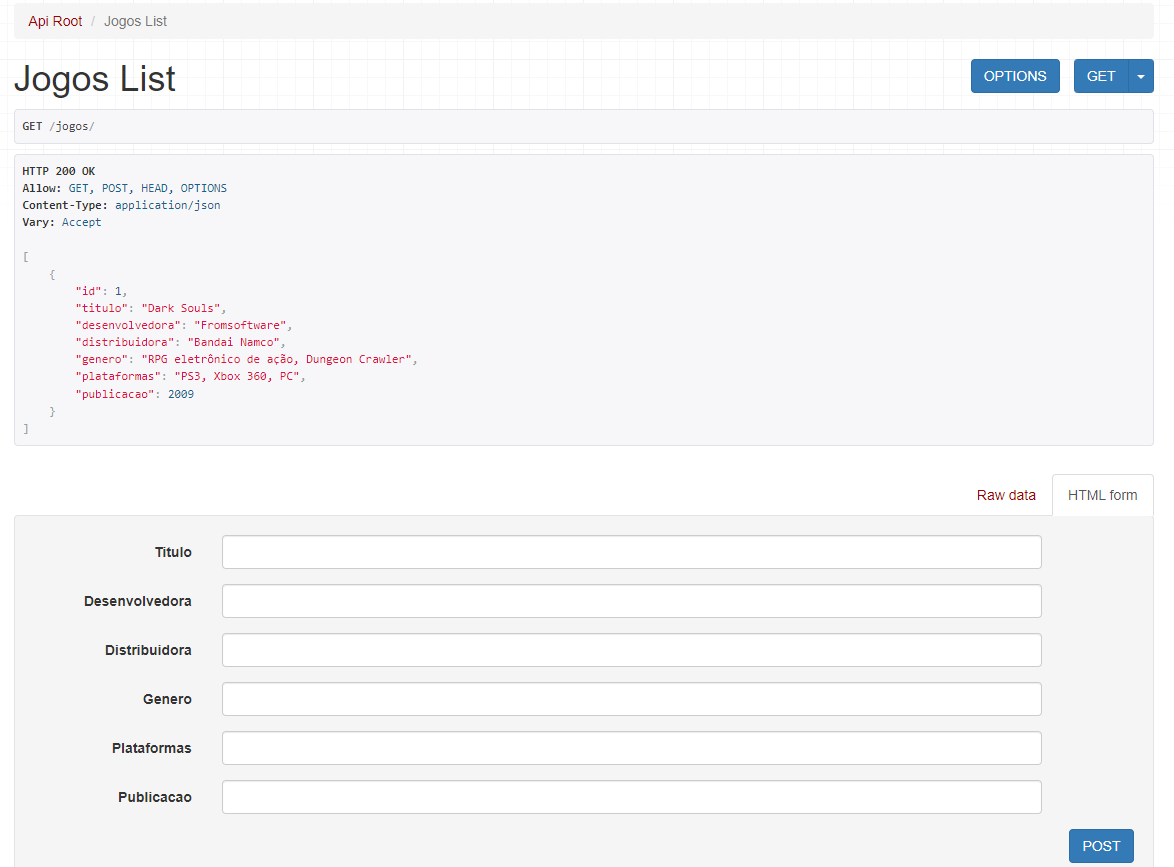 Api Root / Jogos List
Jogos List
OPTIONS
GET
GET /jogos/
HTTP 200 OK
Allow: GET, POST, HEAD, OPTIONS
Content-Type: application/json
Vary: Accept
[
{
"id": 1,
"titulo": "Dark Souls",
"desenvolvedora": "Fromsoftware",
"distribuidora": "Bandai Namco",
"genero": "RPG eletrônico de ação, Dungeon Crawler",
"plataformas": "PS3, Xbox 360, PC",
"publicacao": 2009
}
]
Raw data
HTML form
Titulo
Desenvolvedora
Distribuidora
Genero
Plataformas
Publicacao
POST